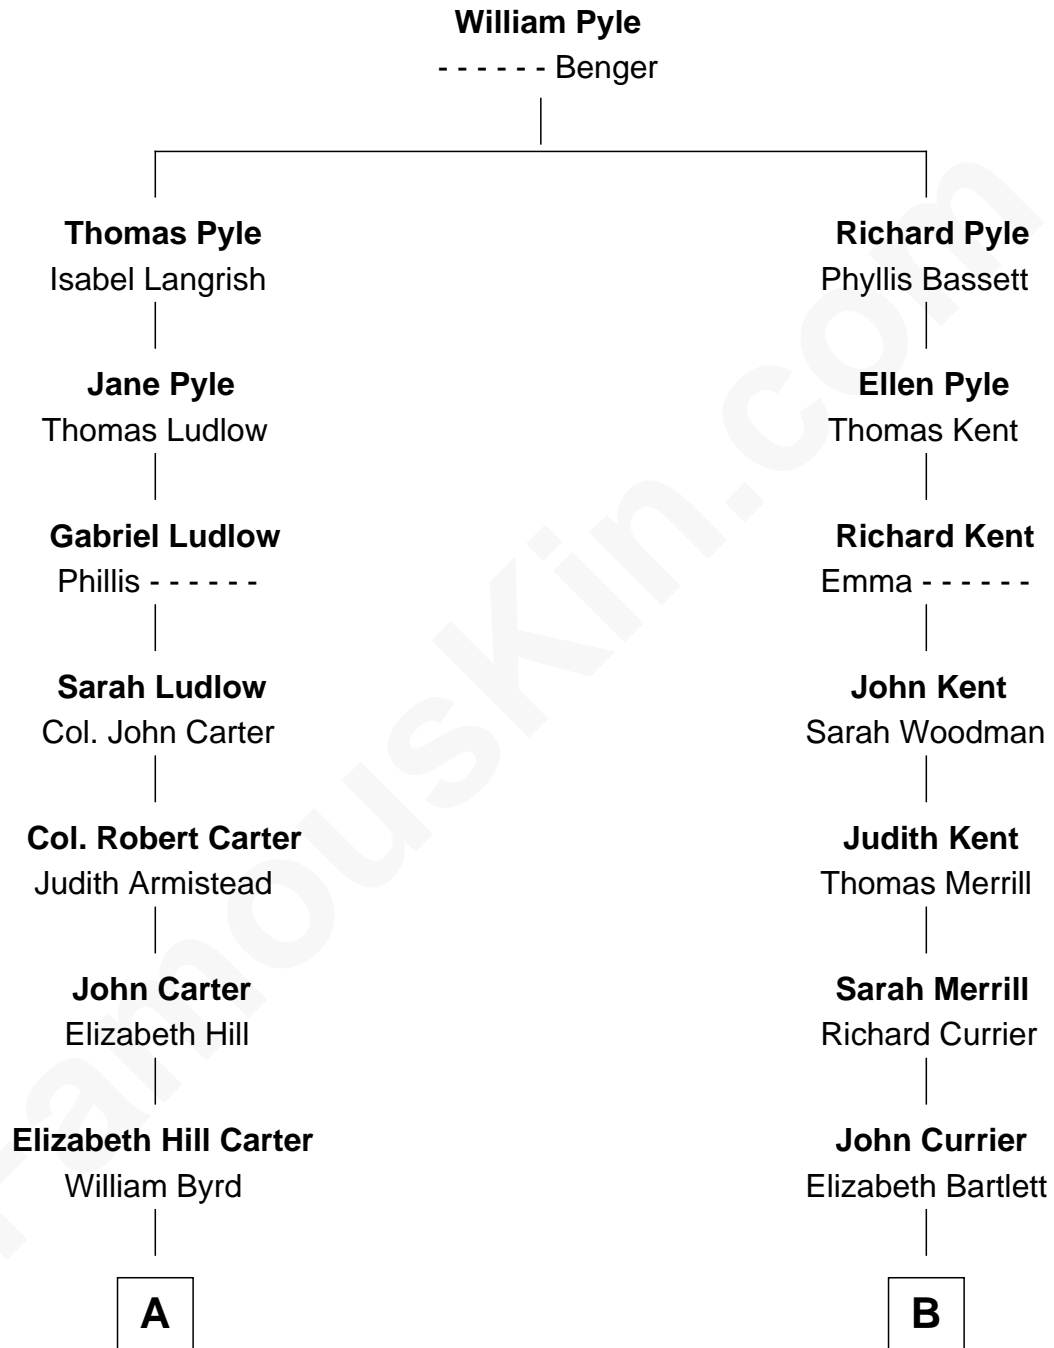 William Pyle
- - - - - - Benger
Thomas Pyle
Isabel Langrish
Richard Pyle
Phyllis Bassett
Jane Pyle
Thomas Ludlow
Ellen Pyle
Thomas Kent
Gabriel Ludlow
Phillis - - - - - -
Richard Kent
Emma - - - - - -
Sarah Ludlow
Col. John Carter
John Kent
Sarah Woodman
Col. Robert Carter
Judith Armistead
Judith Kent
Thomas Merrill
John Carter
Elizabeth Hill
Sarah Merrill
Richard Currier
Elizabeth Hill Carter
William Byrd
John Currier
Elizabeth Bartlett
A
B
FamousKin.com